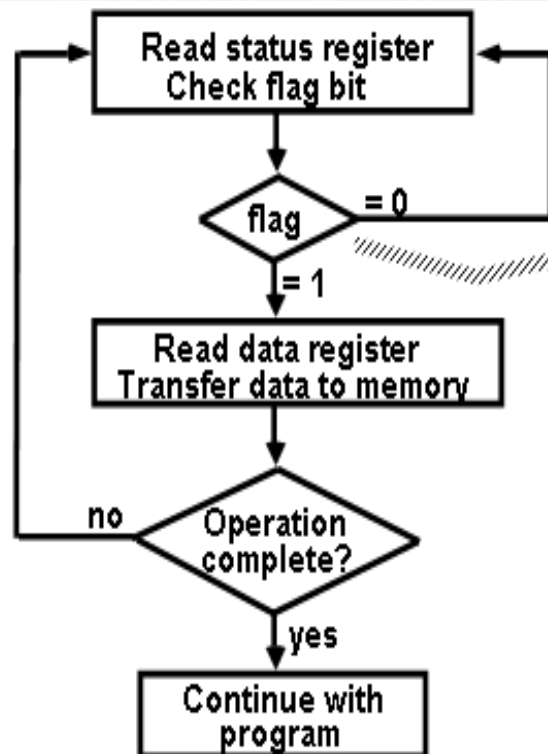 Read status register
Check flag bit
flag
= 0
= 1
Read data register
Transfer data to memory
no
Operation
complete?
yes
Continue with
program